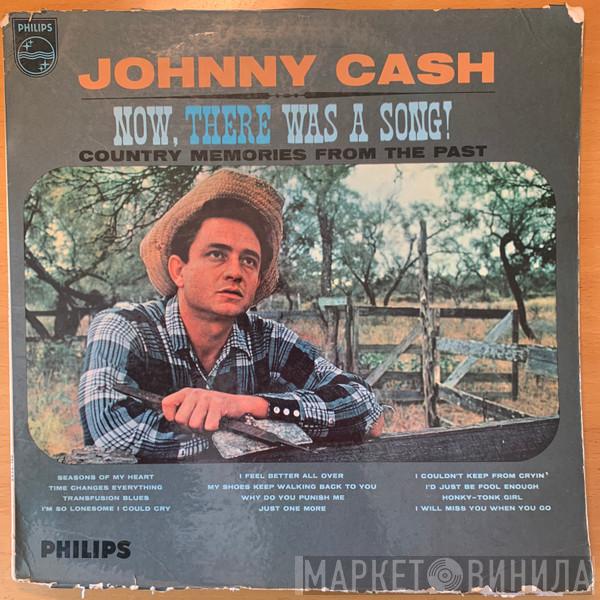 PHILIPS
JOHNNY CASH
NOW, THERE WAS A SONG!
COUNTRY MEMORIES FROM THE PAST
SEASONS OF MY HEART
TIME CHANGES EVERYTHING
TRANSFUSION BLUES
I'M SO LONESOME I COULD CRY
I FEEL BETTER ALL OVER
MY SHOES KEEP WALKING BACK TO YOU
WHY DO YOU PUNISH ME
JUST ONE MORE
I COULDN'T KEEP FROM CRYIN'
I'D JUST BE FOOL ENOUGH
HONKY-TONK GIRL
I WILL MISS YOU WHEN YOU GO
PHILIPS
МАРКЕТ ВИНИЛА